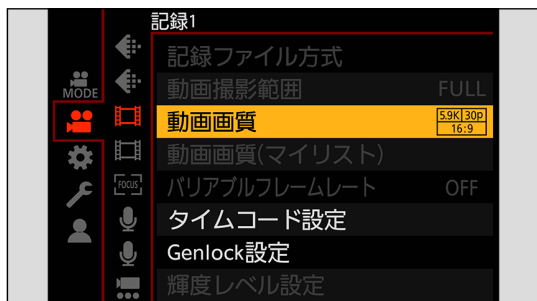 記録1
MODE
記録ファイル方式
動画撮影範囲 FULL
動画画質 5.9K 30p 16:9
動画画質(マイリスト)
FOCUS
バリアブルフレームレート OFF
タイムコード設定
Genlock設定
輝度レベル設定